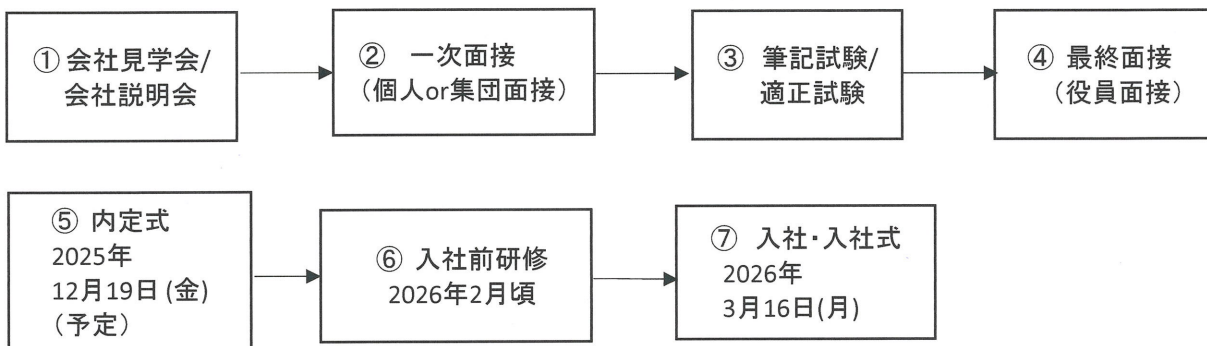 ① 会社見学会/
会社説明会
② 一次面接
（個人or集団面接）
③ 筆記試験/
適正試験
④ 最終面接
（役員面接）
⑤ 内定式
2025年
12月19日 (金)
（予定）
⑥ 入社前研修
2026年2月頃
⑦ 入社・入社式
2026年
3月16日(月)